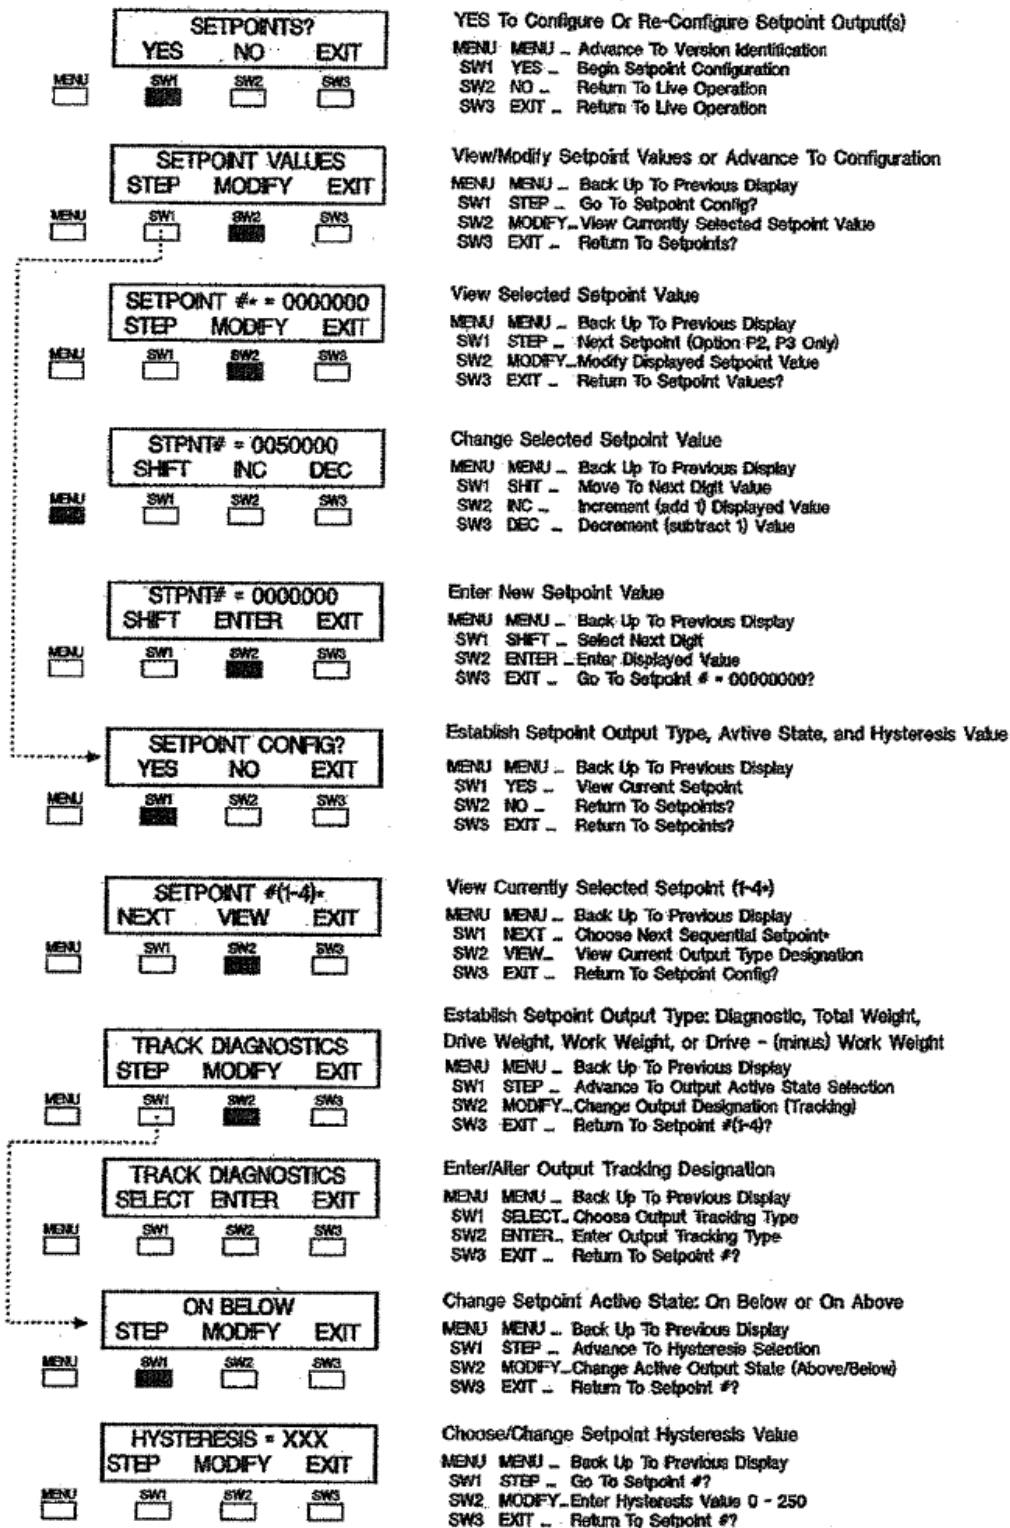 SETPOINTS?
YES NO EXIT
MENU SW1 SW2 SW3
YES To Configure Or Re-Configure Setpoint Output(s)
MENU MENU – Advance To Version Identification
SW1 YES – Begin Setpoint Configuration
SW2 NO – Return To Live Operation
SW3 EXIT – Return To Live Operation
SETPOINT VALUES
STEP MODIFY EXIT
MENU SW1 SW2 SW3
View/Modify Setpoint Values or Advance To Configuration
MENU MENU – Back Up To Previous Display
SW1 STEP – Go To Setpoint Config?
SW2 MODIFY – View Currently Selected Setpoint Value
SW3 EXIT – Return To Setpoints?
SETPOINT #* = 0000000
STEP MODIFY EXIT
MENU SW1 SW2 SW3
View Selected Setpoint Value
MENU MENU – Back Up To Previous Display
SW1 STEP – Next Setpoint (Option P2, P3 Only)
SW2 MODIFY – Modify Displayed Setpoint Value
SW3 EXIT – Return To Setpoint Values?
STPNT# = 0050000
SHIFT INC DEC
MENU SW1 SW2 SW3
Change Selected Setpoint Value
MENU MENU – Back Up To Previous Display
SW1 SHIT – Move To Next Digit Value
SW2 INC – Increment (add 1) Displayed Value
SW3 DEC – Decrement (subtract 1) Value
STPNT# = 0000000
SHIFT ENTER EXIT
MENU SW1 SW2 SW3
Enter New Setpoint Value
MENU MENU – Back Up To Previous Display
SW1 SHIFT – Select Next Digit
SW2 ENTER – Enter Displayed Value
SW3 EXIT – Go To Setpoint # = 00000000?
SETPOINT CONFIG?
YES NO EXIT
MENU SW1 SW2 SW3
Establish Setpoint Output Type, Avtive State, and Hysteresis Value
MENU MENU – Back Up To Previous Display
SW1 YES – View Current Setpoint
SW2 NO – Return To Setpoints?
SW3 EXIT – Return To Setpoints?
SETPOINT #(1-4)*
NEXT VIEW EXIT
MENU SW1 SW2 SW3
View Currently Selected Setpoint (1-4*)
MENU MENU – Back Up To Previous Display
SW1 NEXT – Choose Next Sequential Setpoint*
SW2 VIEW – View Current Output Type Designation
SW3 EXIT – Return To Setpoint Config?
TRACK DIAGNOSTICS
STEP MODIFY EXIT
MENU SW1 SW2 SW3
Establish Setpoint Output Type: Diagnostic, Total Weight,
Drive Weight, Work Weight, or Drive - (minus) Work Weight
MENU MENU – Back Up To Previous Display
SW1 STEP – Advance To Output Active State Selection
SW2 MODIFY – Change Output Designation (Tracking)
SW3 EXIT – Return To Setpoint #(1-4)?
TRACK DIAGNOSTICS
SELECT ENTER EXIT
MENU SW1 SW2 SW3
Enter/Alter Output Tracking Designation
MENU MENU – Back Up To Previous Display
SW1 SELECT – Choose Output Tracking Type
SW2 ENTER – Enter Output Tracking Type
SW3 EXIT – Return To Setpoint #?
ON BELOW
STEP MODIFY EXIT
MENU SW1 SW2 SW3
Change Setpoint Active State: On Below or On Above
MENU MENU – Back Up To Previous Display
SW1 STEP – Advance To Hysteresis Selection
SW2 MODIFY – Change Active Output State (Above/Below)
SW3 EXIT – Return To Setpoint #?
HYSTERESIS = XXX
STEP MODIFY EXIT
MENU SW1 SW2 SW3
Choose/Change Setpoint Hysteresis Value
MENU MENU – Back Up To Previous Display
SW1 STEP – Go To Setpoint #?
SW2 MODIFY – Enter Hysteresis Value 0 - 250
SW3 EXIT – Return To Setpoint #?